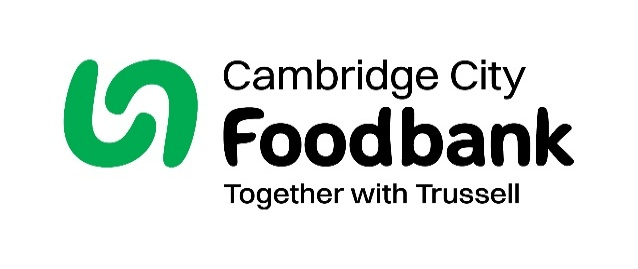 Cambridge City
Foodbank
Together with Trussell